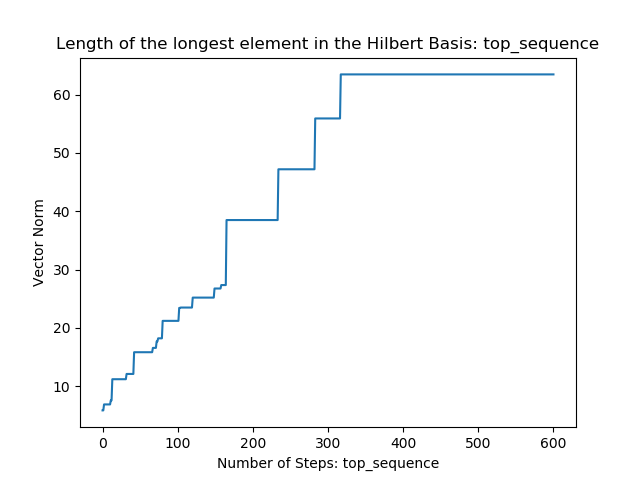 Length of the longest element in the Hilbert Basis: top_sequence
Vector Norm
60
50
40
30
20
10
0 100 200 300 400 500 600
Number of Steps: top_sequence